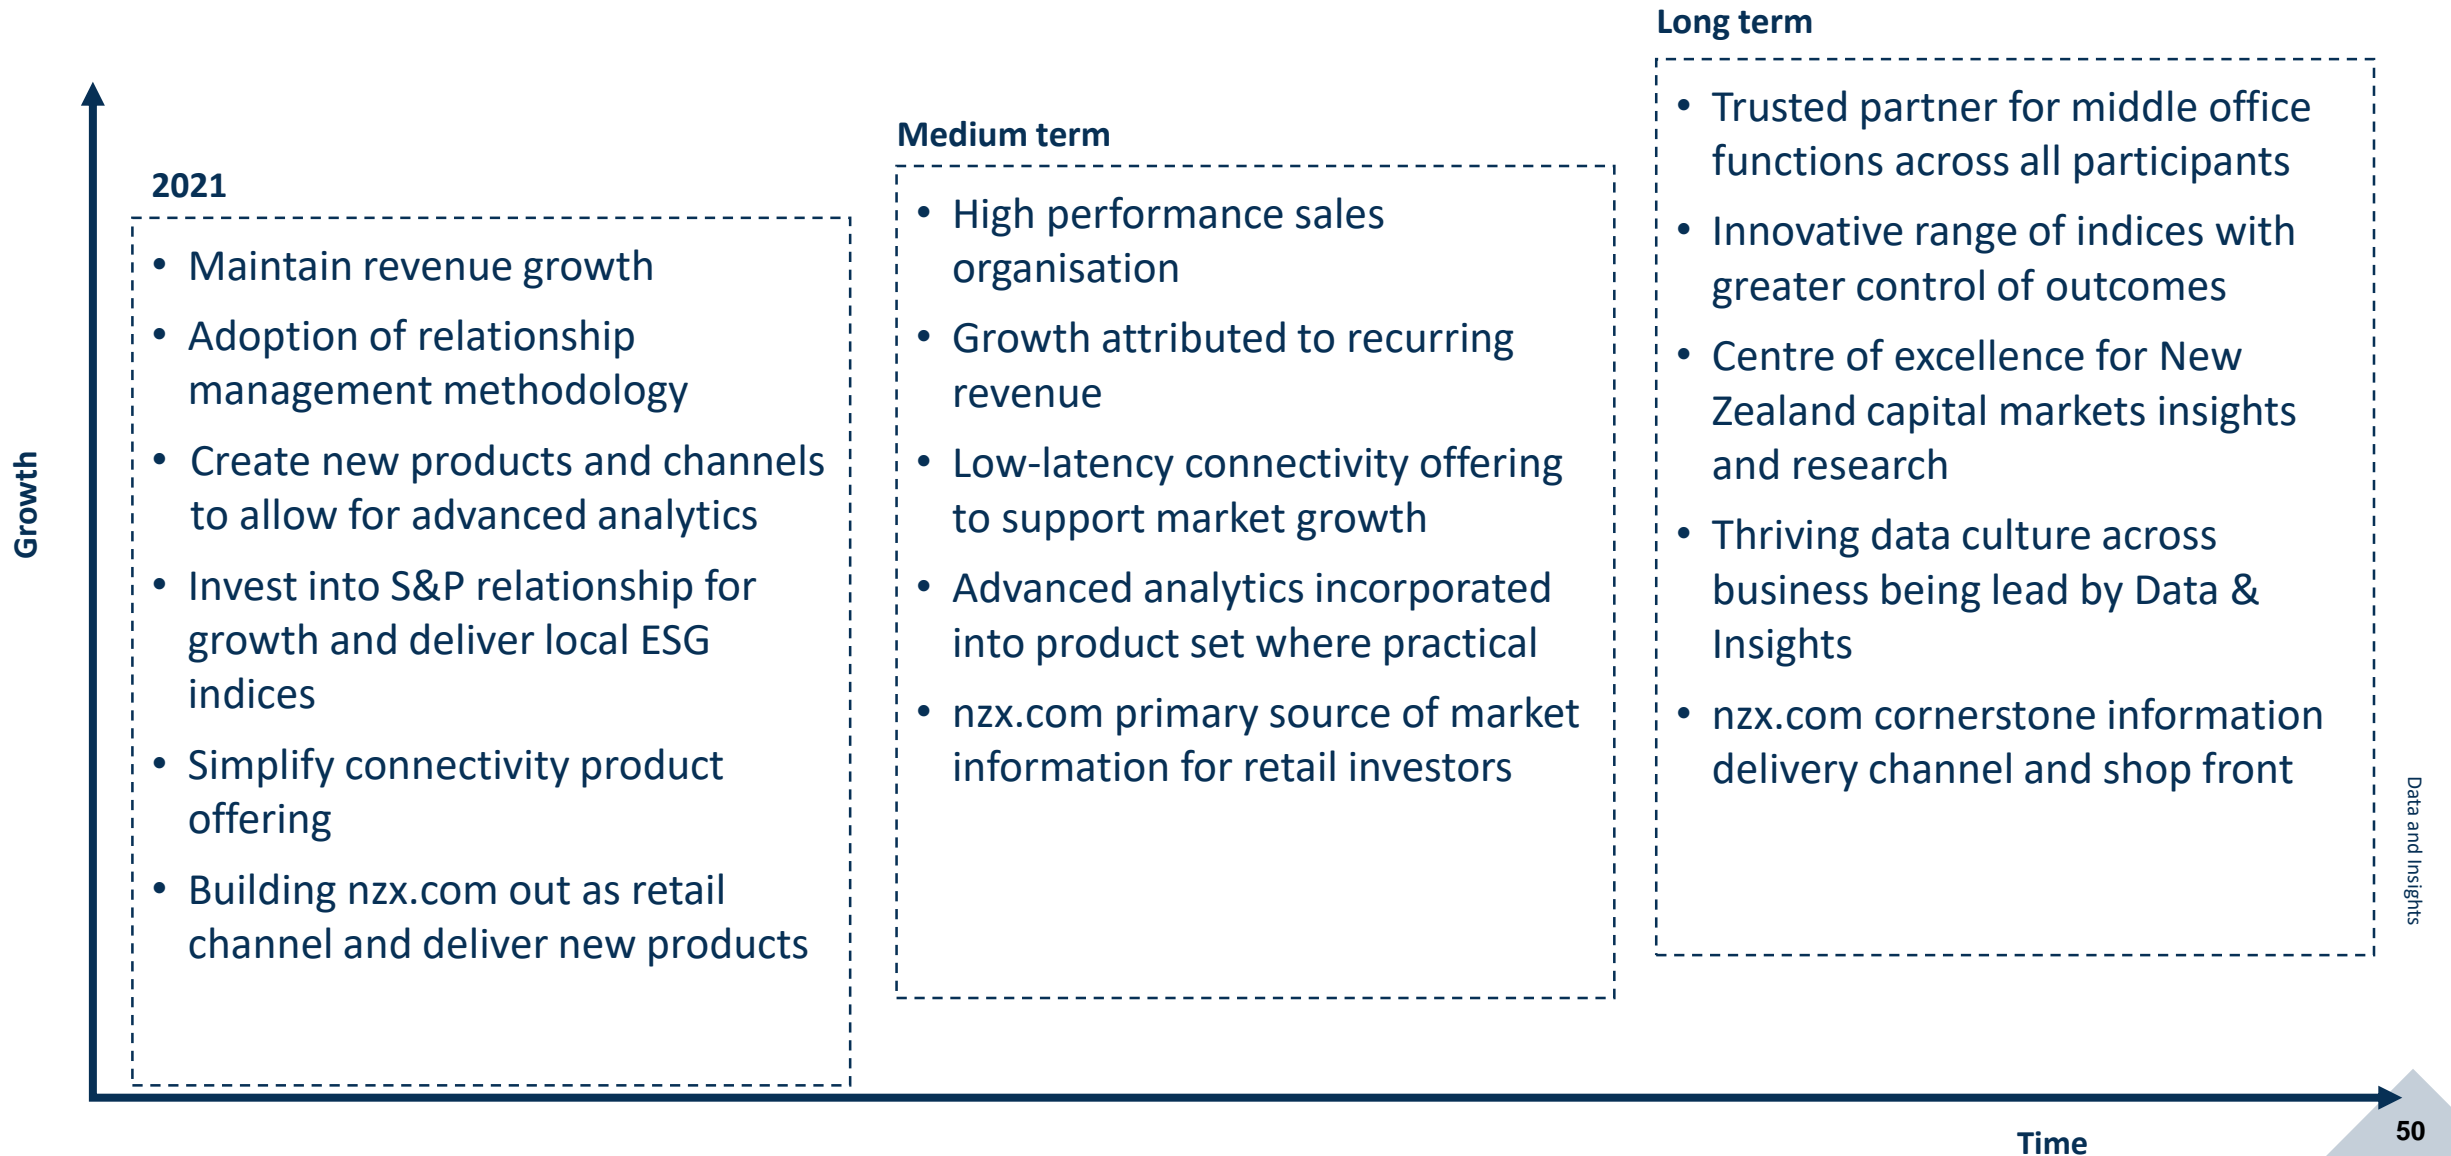 Growth
2021
• Maintain revenue growth
• Adoption of relationship
management methodology
• Create new products and channels
to allow for advanced analytics
• Invest into S&P relationship for
growth and deliver local ESG
indices
• Simplify connectivity product
offering
• Building nzx.com out as retail
channel and deliver new products
Medium term
• High performance sales
organisation
• Growth attributed to recurring
revenue
• Low-latency connectivity offering
to support market growth
• Advanced analytics incorporated
into product set where practical
• nzx.com primary source of market
information for retail investors
Long term
• Trusted partner for middle office
functions across all participants
• Innovative range of indices with
greater control of outcomes
• Centre of excellence for New
Zealand capital markets insights
and research
• Thriving data culture across
business being lead by Data &
Insights
• nzx.com cornerstone information
delivery channel and shop front
Data and Insights
Time
50